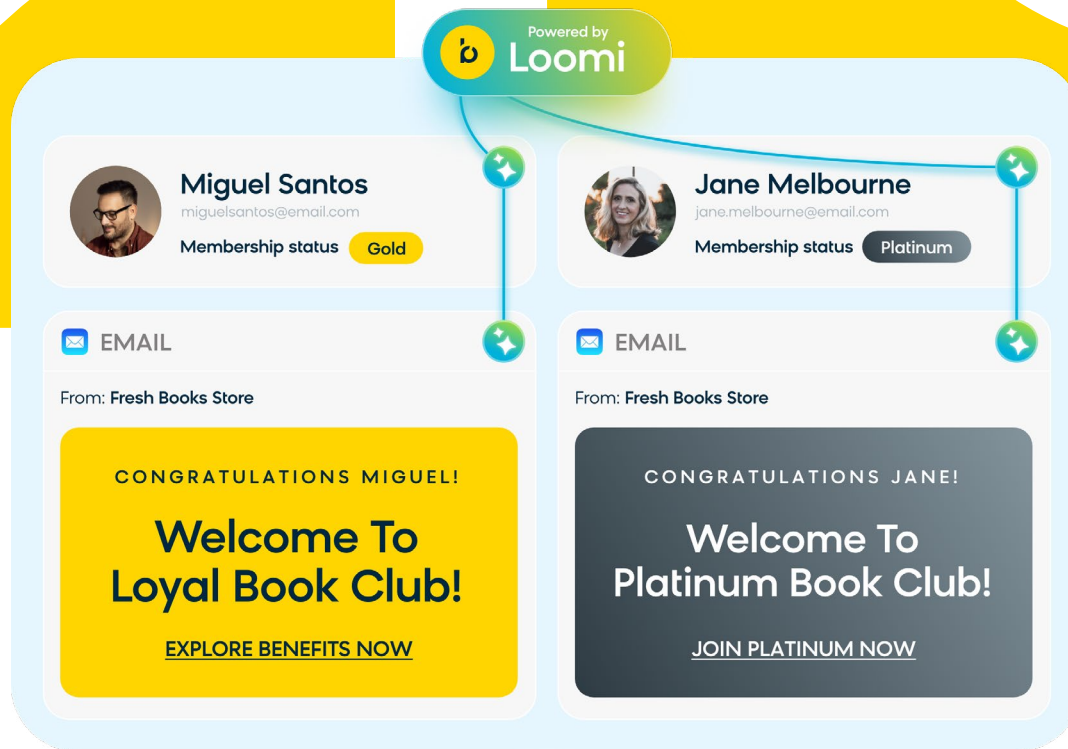 Powered by
Loomi
Miguel Santos
miguelsantos@email.com
Membership status Gold
Jane Melbourne
jane.melbourne@email.com
Membership status Platinum
EMAIL
From: Fresh Books Store
CONGRATULATIONS MIGUEL!
Welcome To
Loyal Book Club!
EXPLORE BENEFITS NOW
EMAIL
From: Fresh Books Store
CONGRATULATIONS JANE!
Welcome To
Platinum Book Club!
JOIN PLATINUM NOW